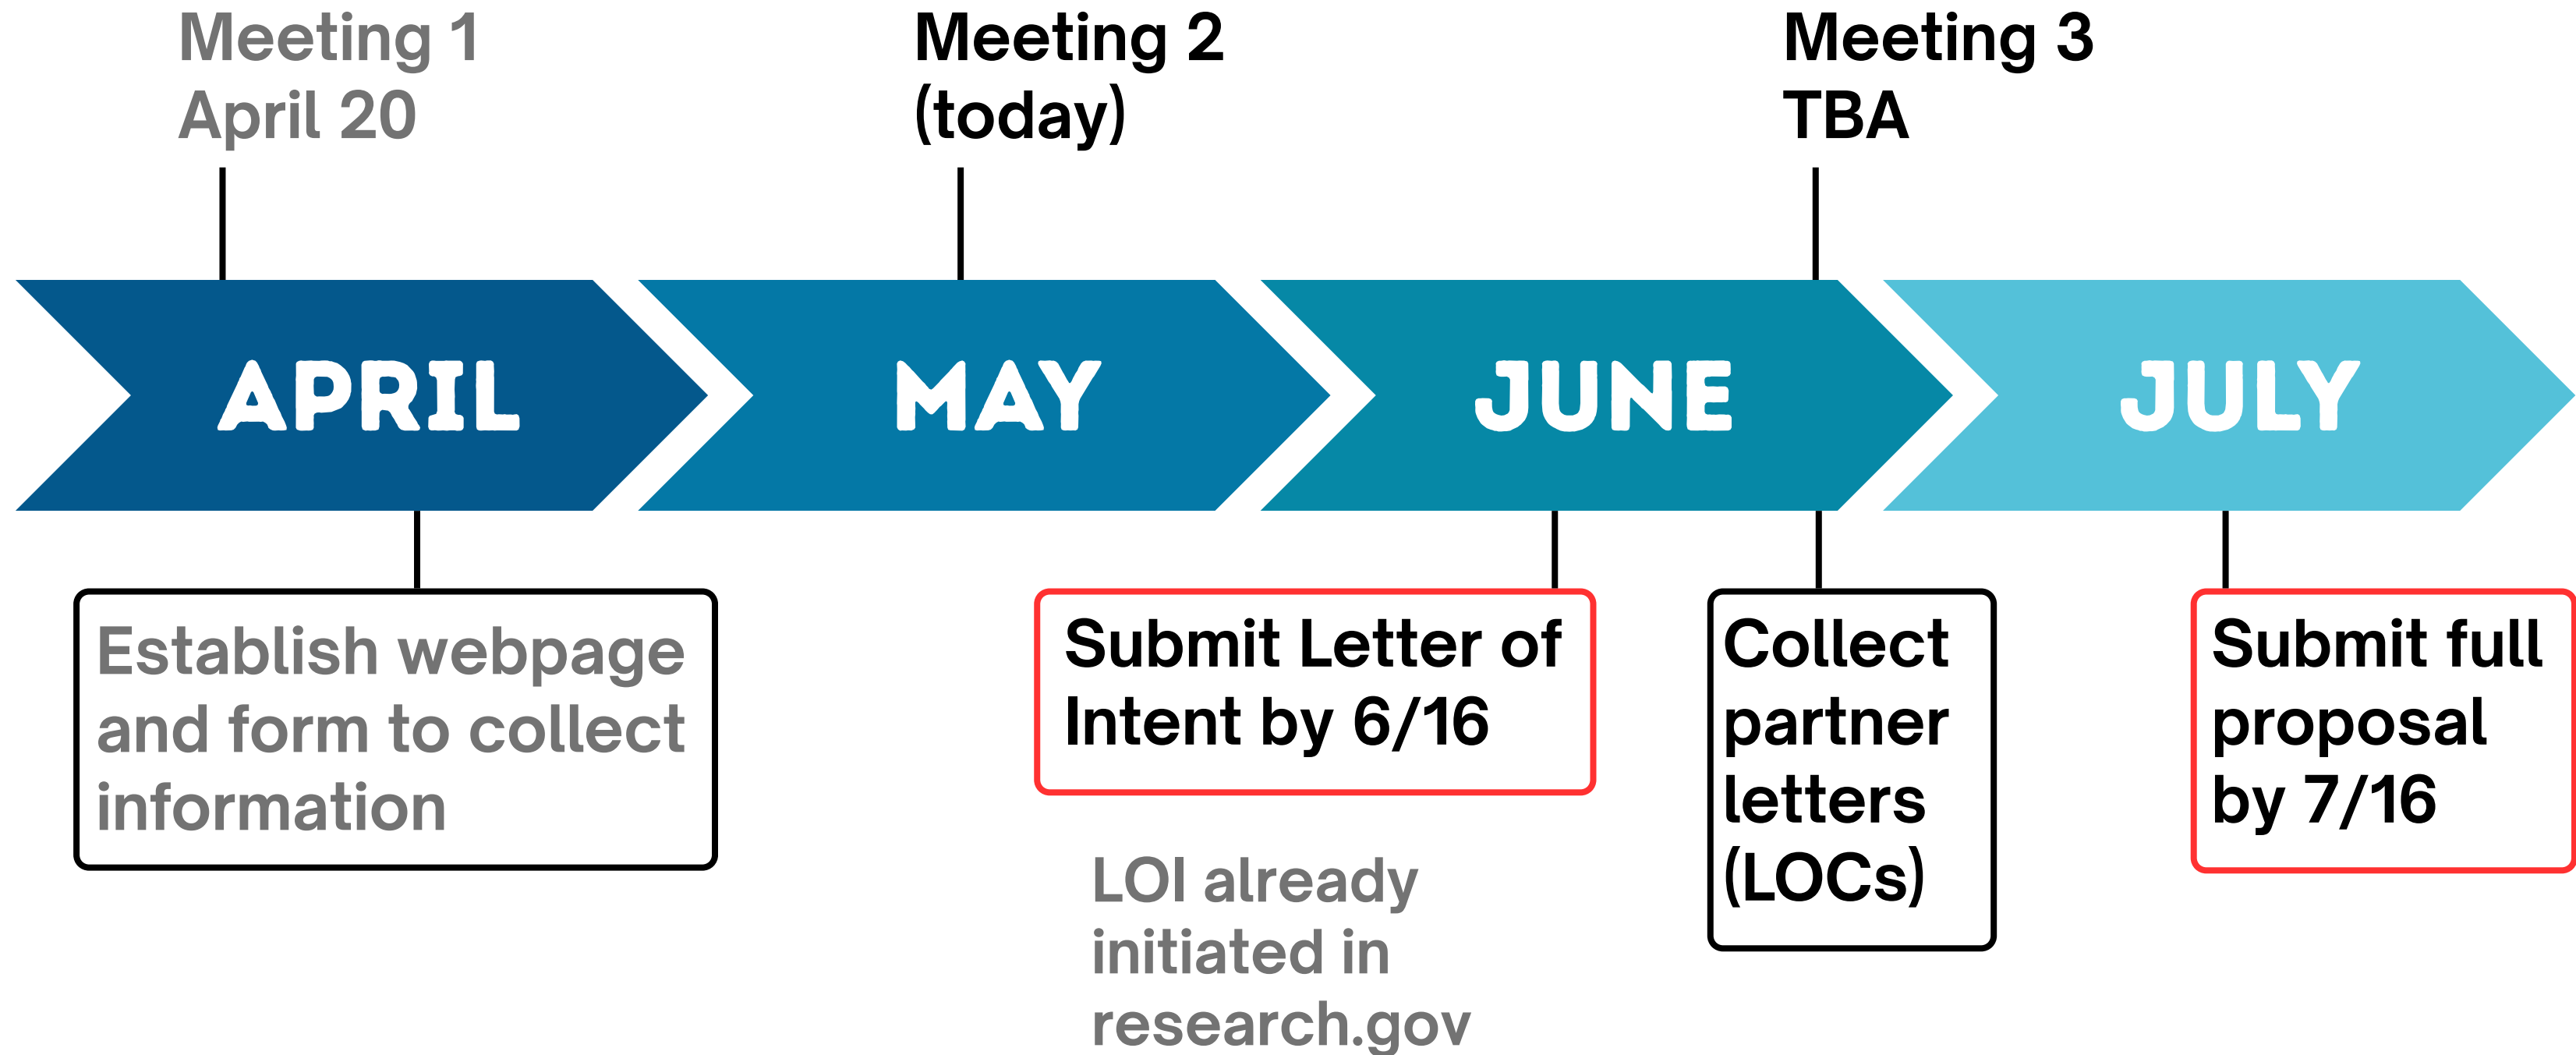 Meeting 1
April 20
Meeting 2
(today)
Meeting 3
TBA
APRIL
MAY
JUNE
JULY
Establish webpage
and form to collect
information
Submit Letter of
Intent by 6/16
LOI already
initiated in
research.gov
Collect
partner
letters
(LOCs)
Submit full
proposal
by 7/16